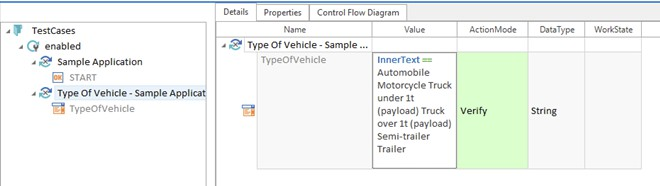 TestCases
enabled
Sample Application
START
Type Of Vehicle - Sample Applicat
TypeOfVehicle
Details Properties Control Flow Diagram
Name Value ActionMode DataType WorkState
Type Of Vehicle - Sample ...
TypeOfVehicle
InnerText ==
Automobile
Motorcycle Truck
under 1t
(payload) Truck
over 1t (payload)
Semi-trailer
Trailer
Verify
String